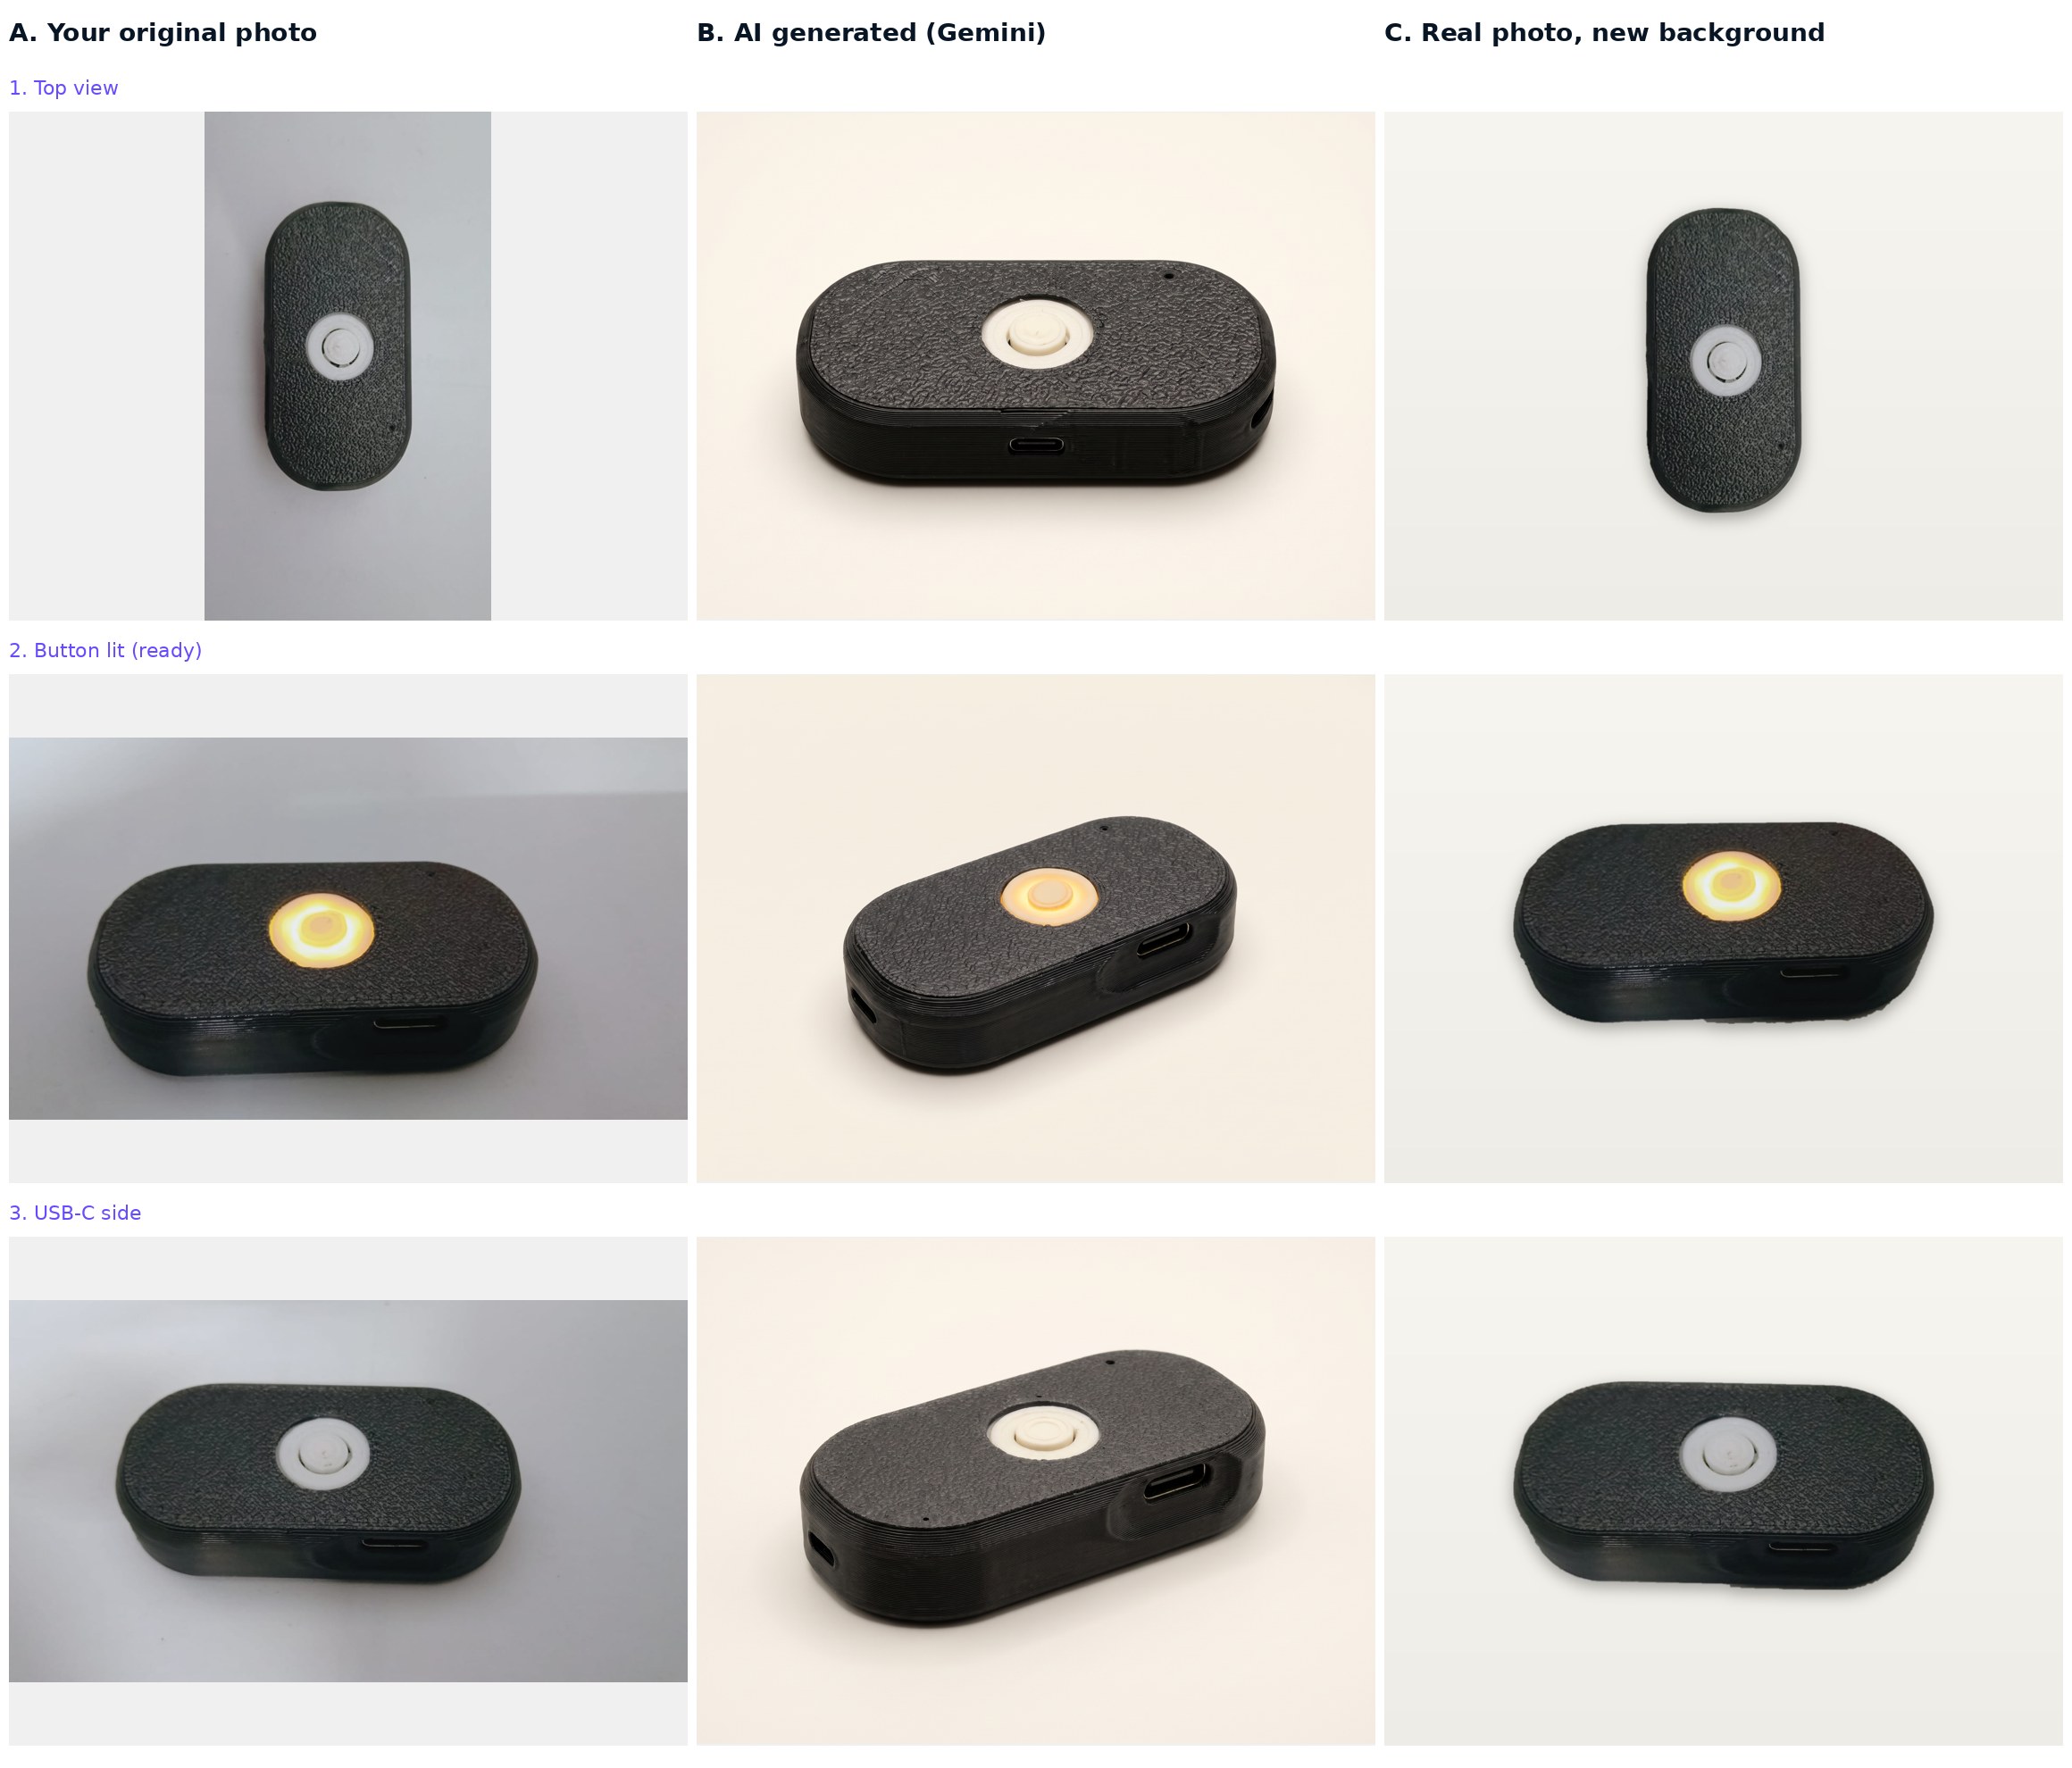 A. Your original photo
B. AI generated (Gemini)
C. Real photo, new background
1. Top view
2. Button lit (ready)
3. USB-C side